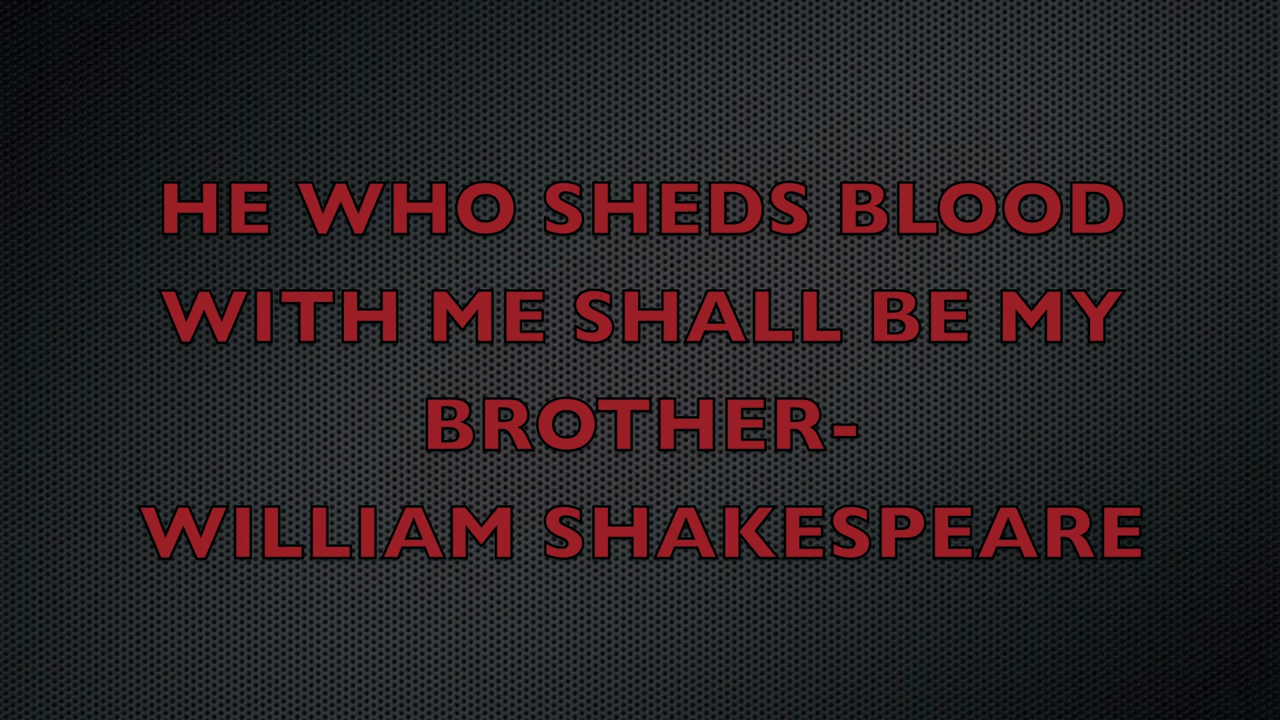 HE WHO SHEDS BLOOD
WITH ME SHALL BE MY
BROTHER-
WILLIAM SHAKESPEARE